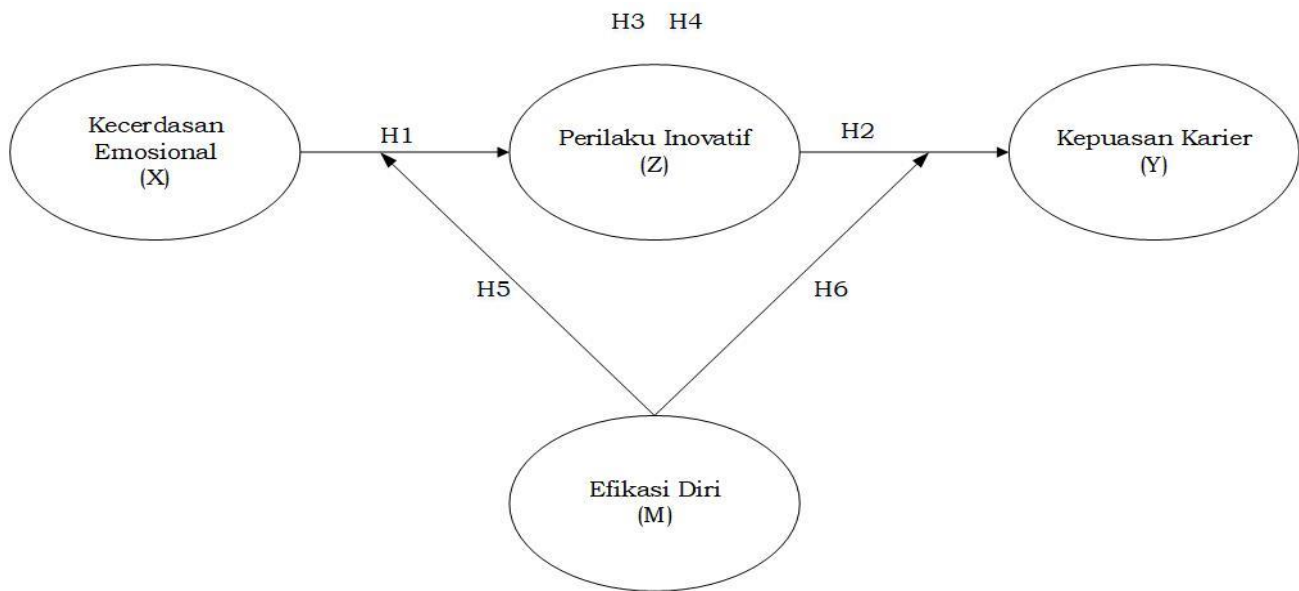 H3 H4
Kecerdasan
Emosional
(X)
H1
Perilaku Inovatif
(Z)
H2
Kepuasan Karier
(Y)
H5
H6
Efikasi Diri
(M)